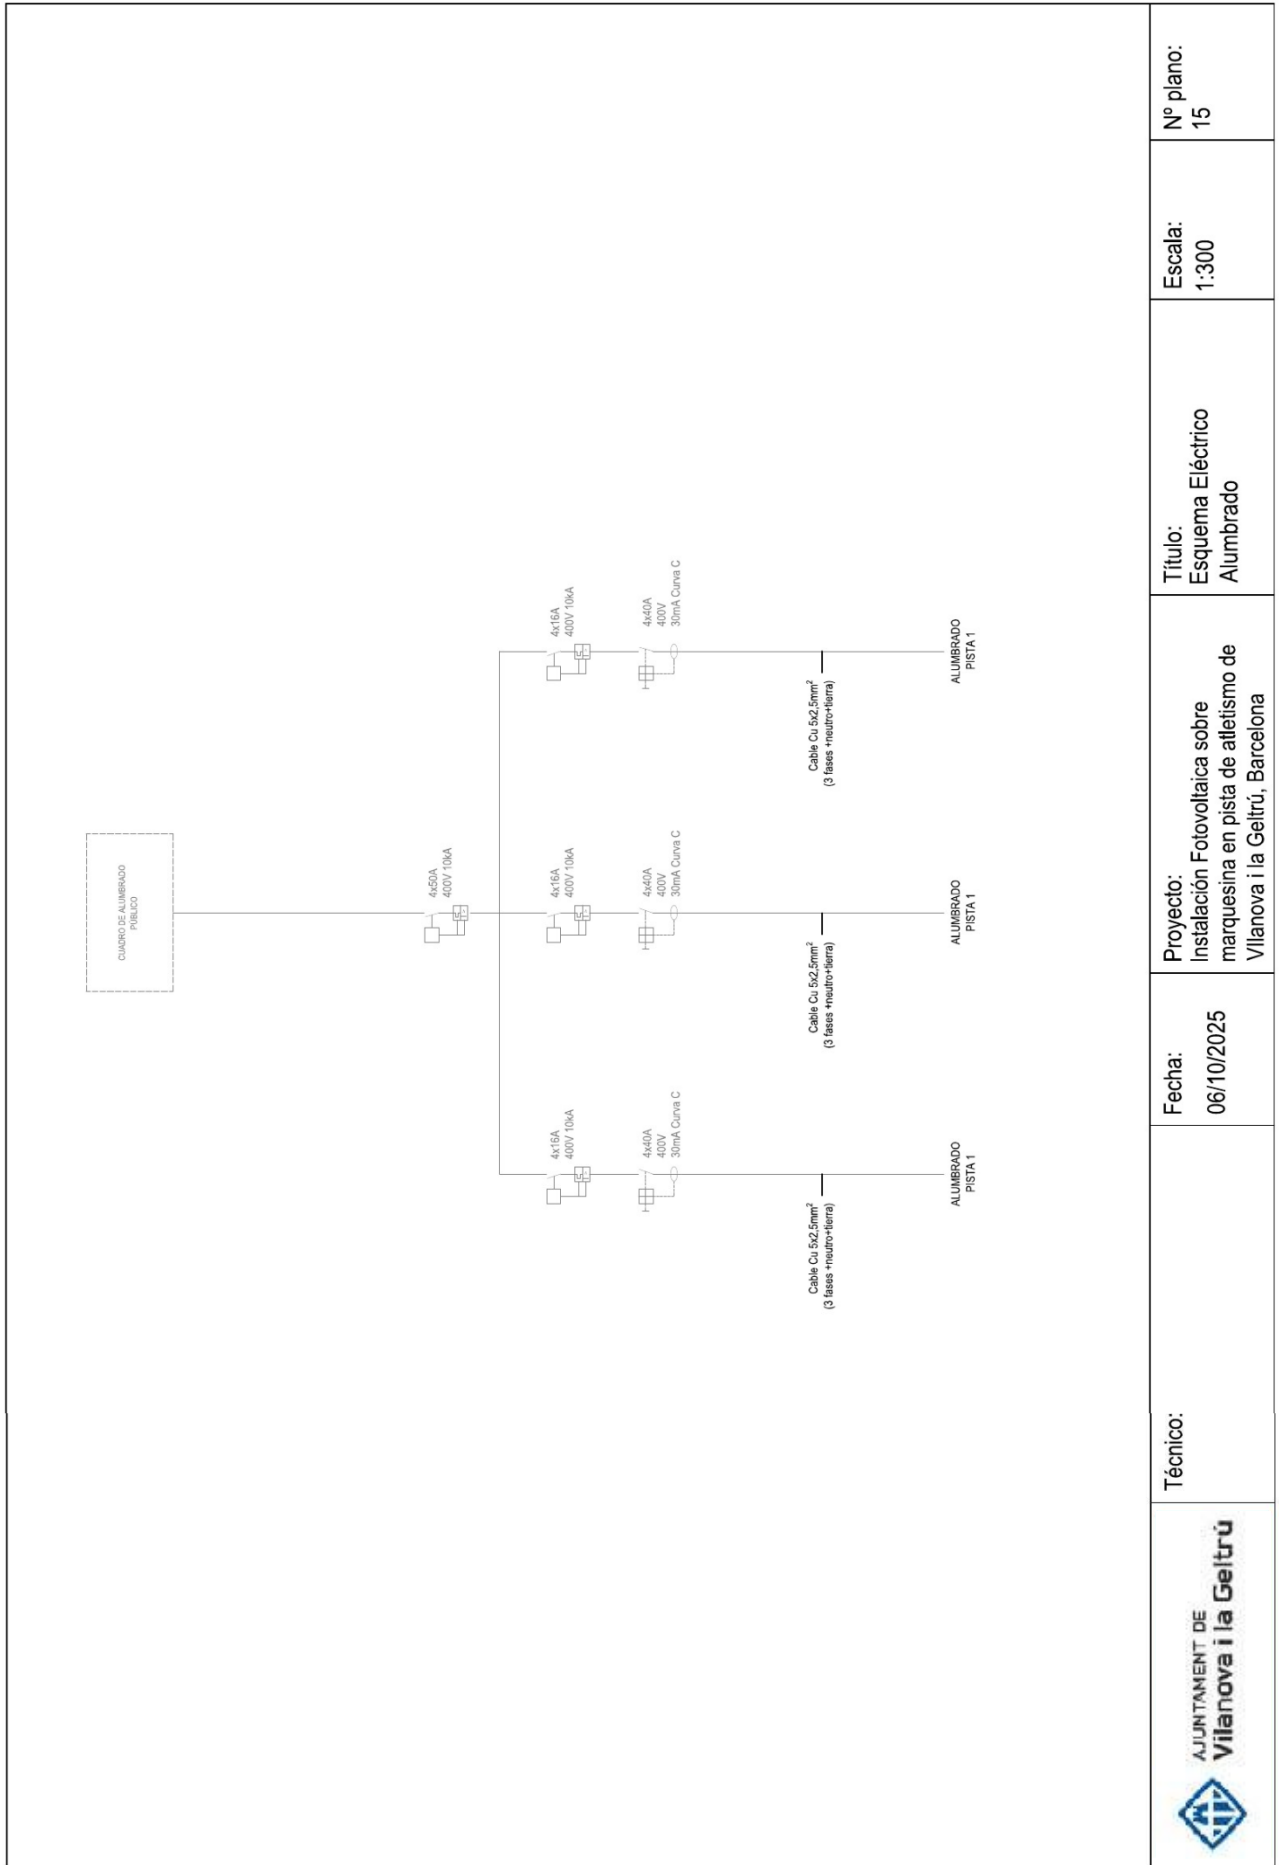 CUADRO DE ALUMBRADO
PÚBLICO
4x50A
400V 10kA
4x16A
400V 10kA
4x16A
400V 10kA
4x16A
400V 10kA
4x40A
400V
30mA Curva C
4x40A
400V
30mA Curva C
4x40A
400V
30mA Curva C
Cable Cu 5x2,5mm²
(3 fases +neutro+tierra)
Cable Cu 5x2,5mm²
(3 fases +neutro+tierra)
Cable Cu 5x2,5mm²
(3 fases +neutro+tierra)
ALUMBRADO
PISTA 1
ALUMBRADO
PISTA 1
ALUMBRADO
PISTA 1
AJUNTAMENT DE
Vilanova i la Geltrú
Técnico:
Fecha:
06/10/2025
Proyecto:
Instalación Fotovoltaica sobre
marquesina en pista de atletismo de
VIlanova i la Geltrú, Barcelona
Título:
Esquema Eléctrico
Alumbrado
Escala:
1:300
Nº plano:
15